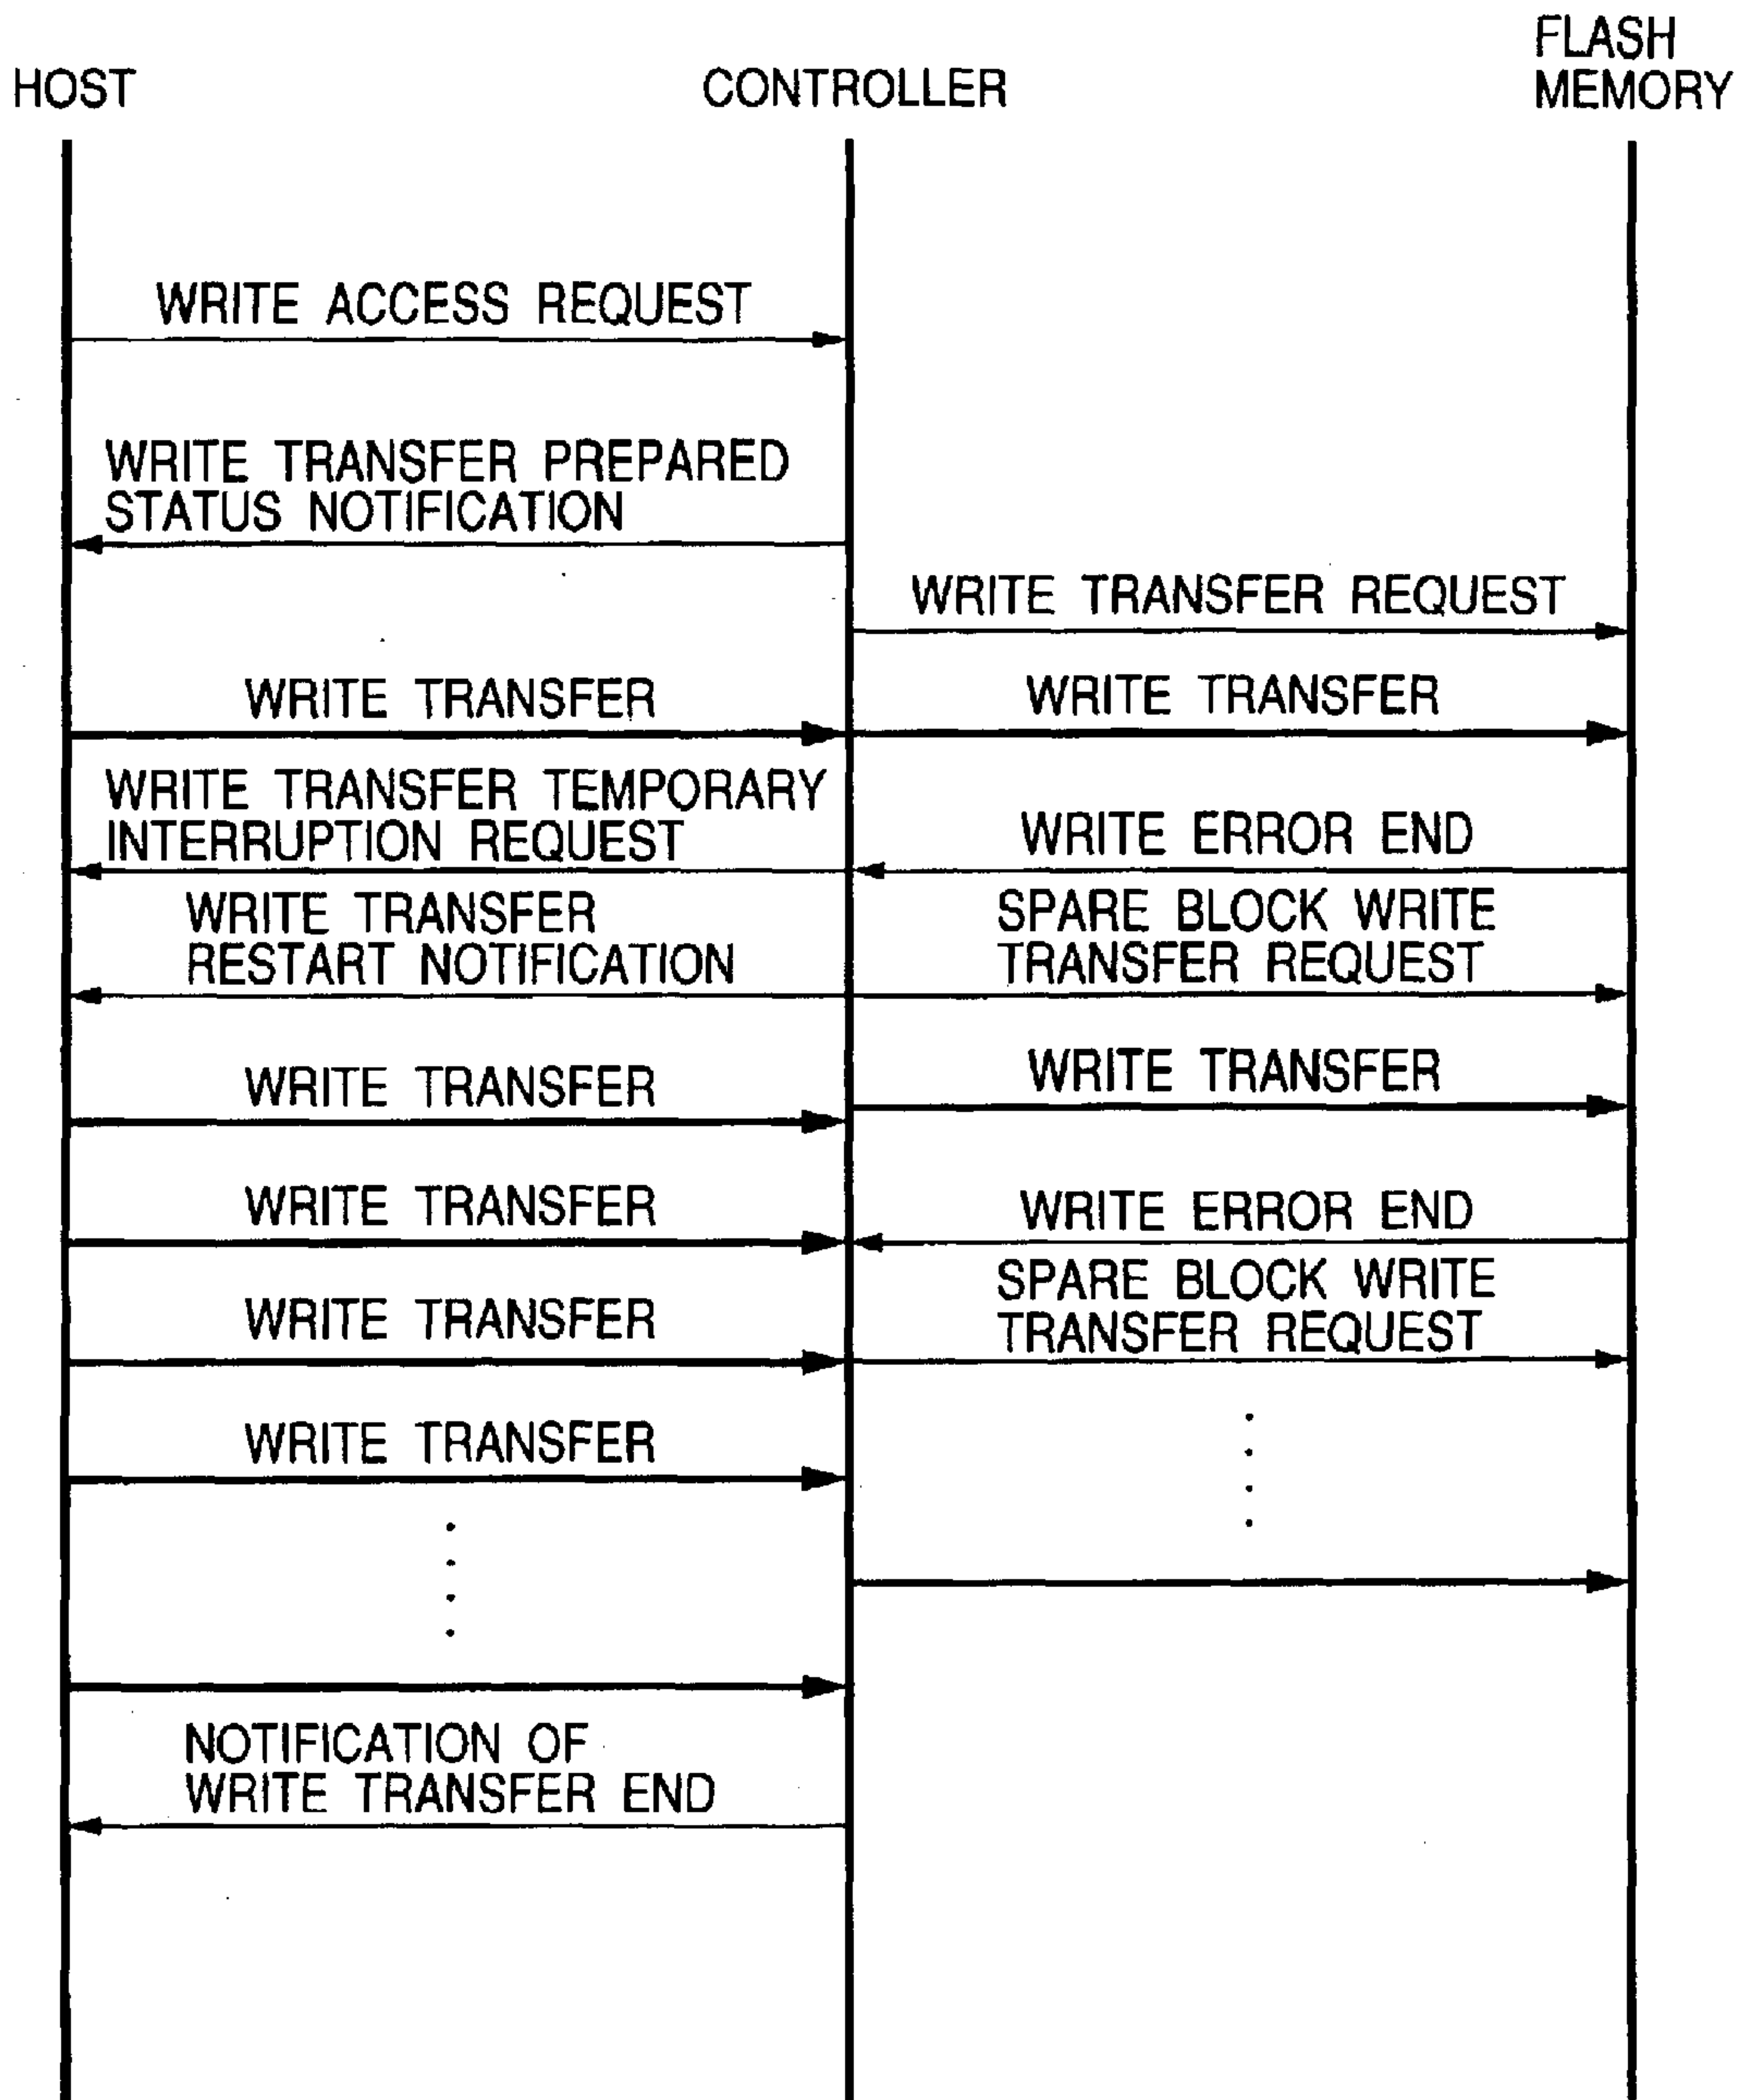 HOST
CONTROLLER
FLASH
MEMORY
WRITE ACCESS REQUEST
WRITE TRANSFER PREPARED
STATUS NOTIFICATION
WRITE TRANSFER REQUEST
WRITE TRANSFER
WRITE TRANSFER
WRITE TRANSFER TEMPORARY
INTERRUPTION REQUEST
WRITE ERROR END
WRITE TRANSFER
RESTART NOTIFICATION
SPARE BLOCK WRITE
TRANSFER REQUEST
WRITE TRANSFER
WRITE TRANSFER
WRITE TRANSFER
WRITE ERROR END
WRITE TRANSFER
SPARE BLOCK WRITE
TRANSFER REQUEST
WRITE TRANSFER
NOTIFICATION OF
WRITE TRANSFER END